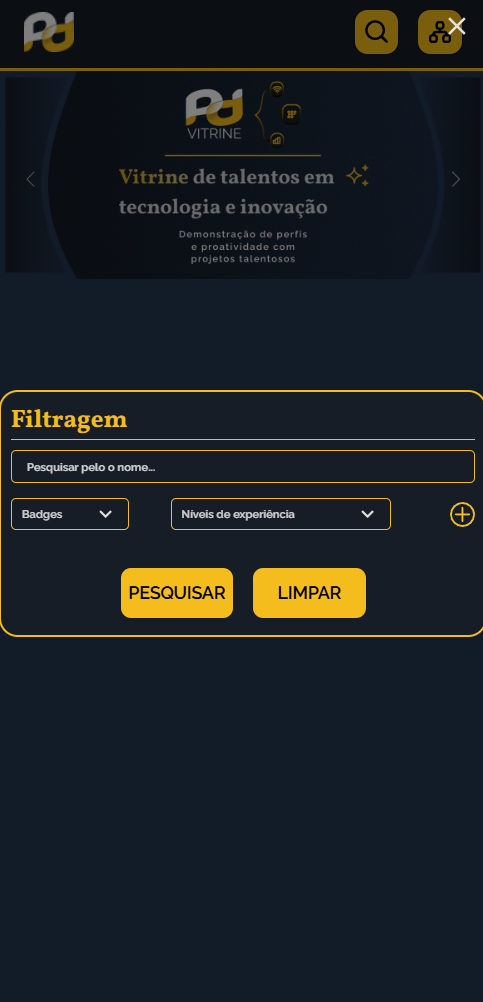 VITRINE
Vitrine de talentos em
tecnologia e inovação
Demonstração de perfis
e proatividade com
projetos talentosos
Filtragem
Pesquisar pelo o nome...
Badges
Níveis de experiência
PESQUISAR
LIMPAR